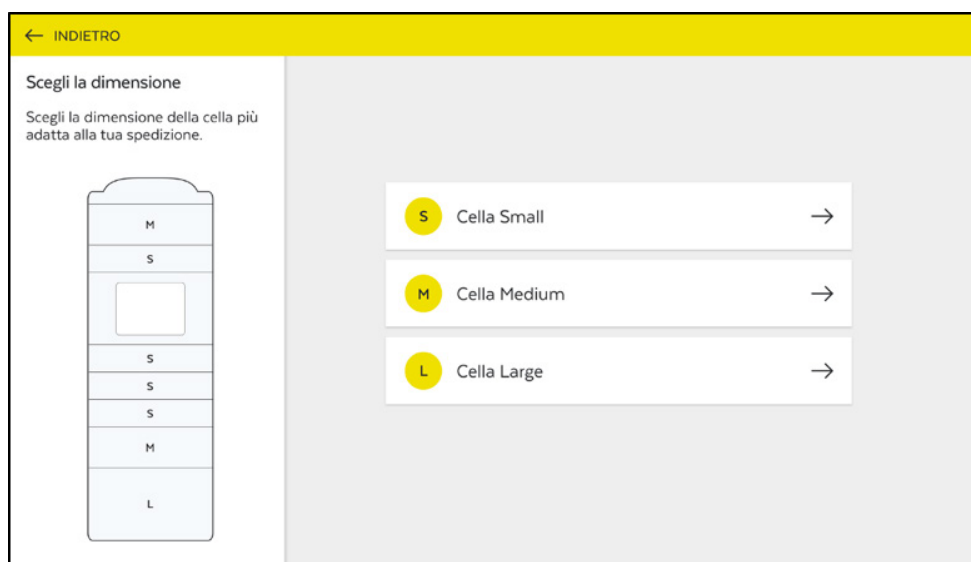 ← INDIETRO
Scegli la dimensione
Scegli la dimensione della cella più
adatta alla tua spedizione.
M
S
S
S
S
M
L
S Cella Small →
M Cella Medium →
L Cella Large →